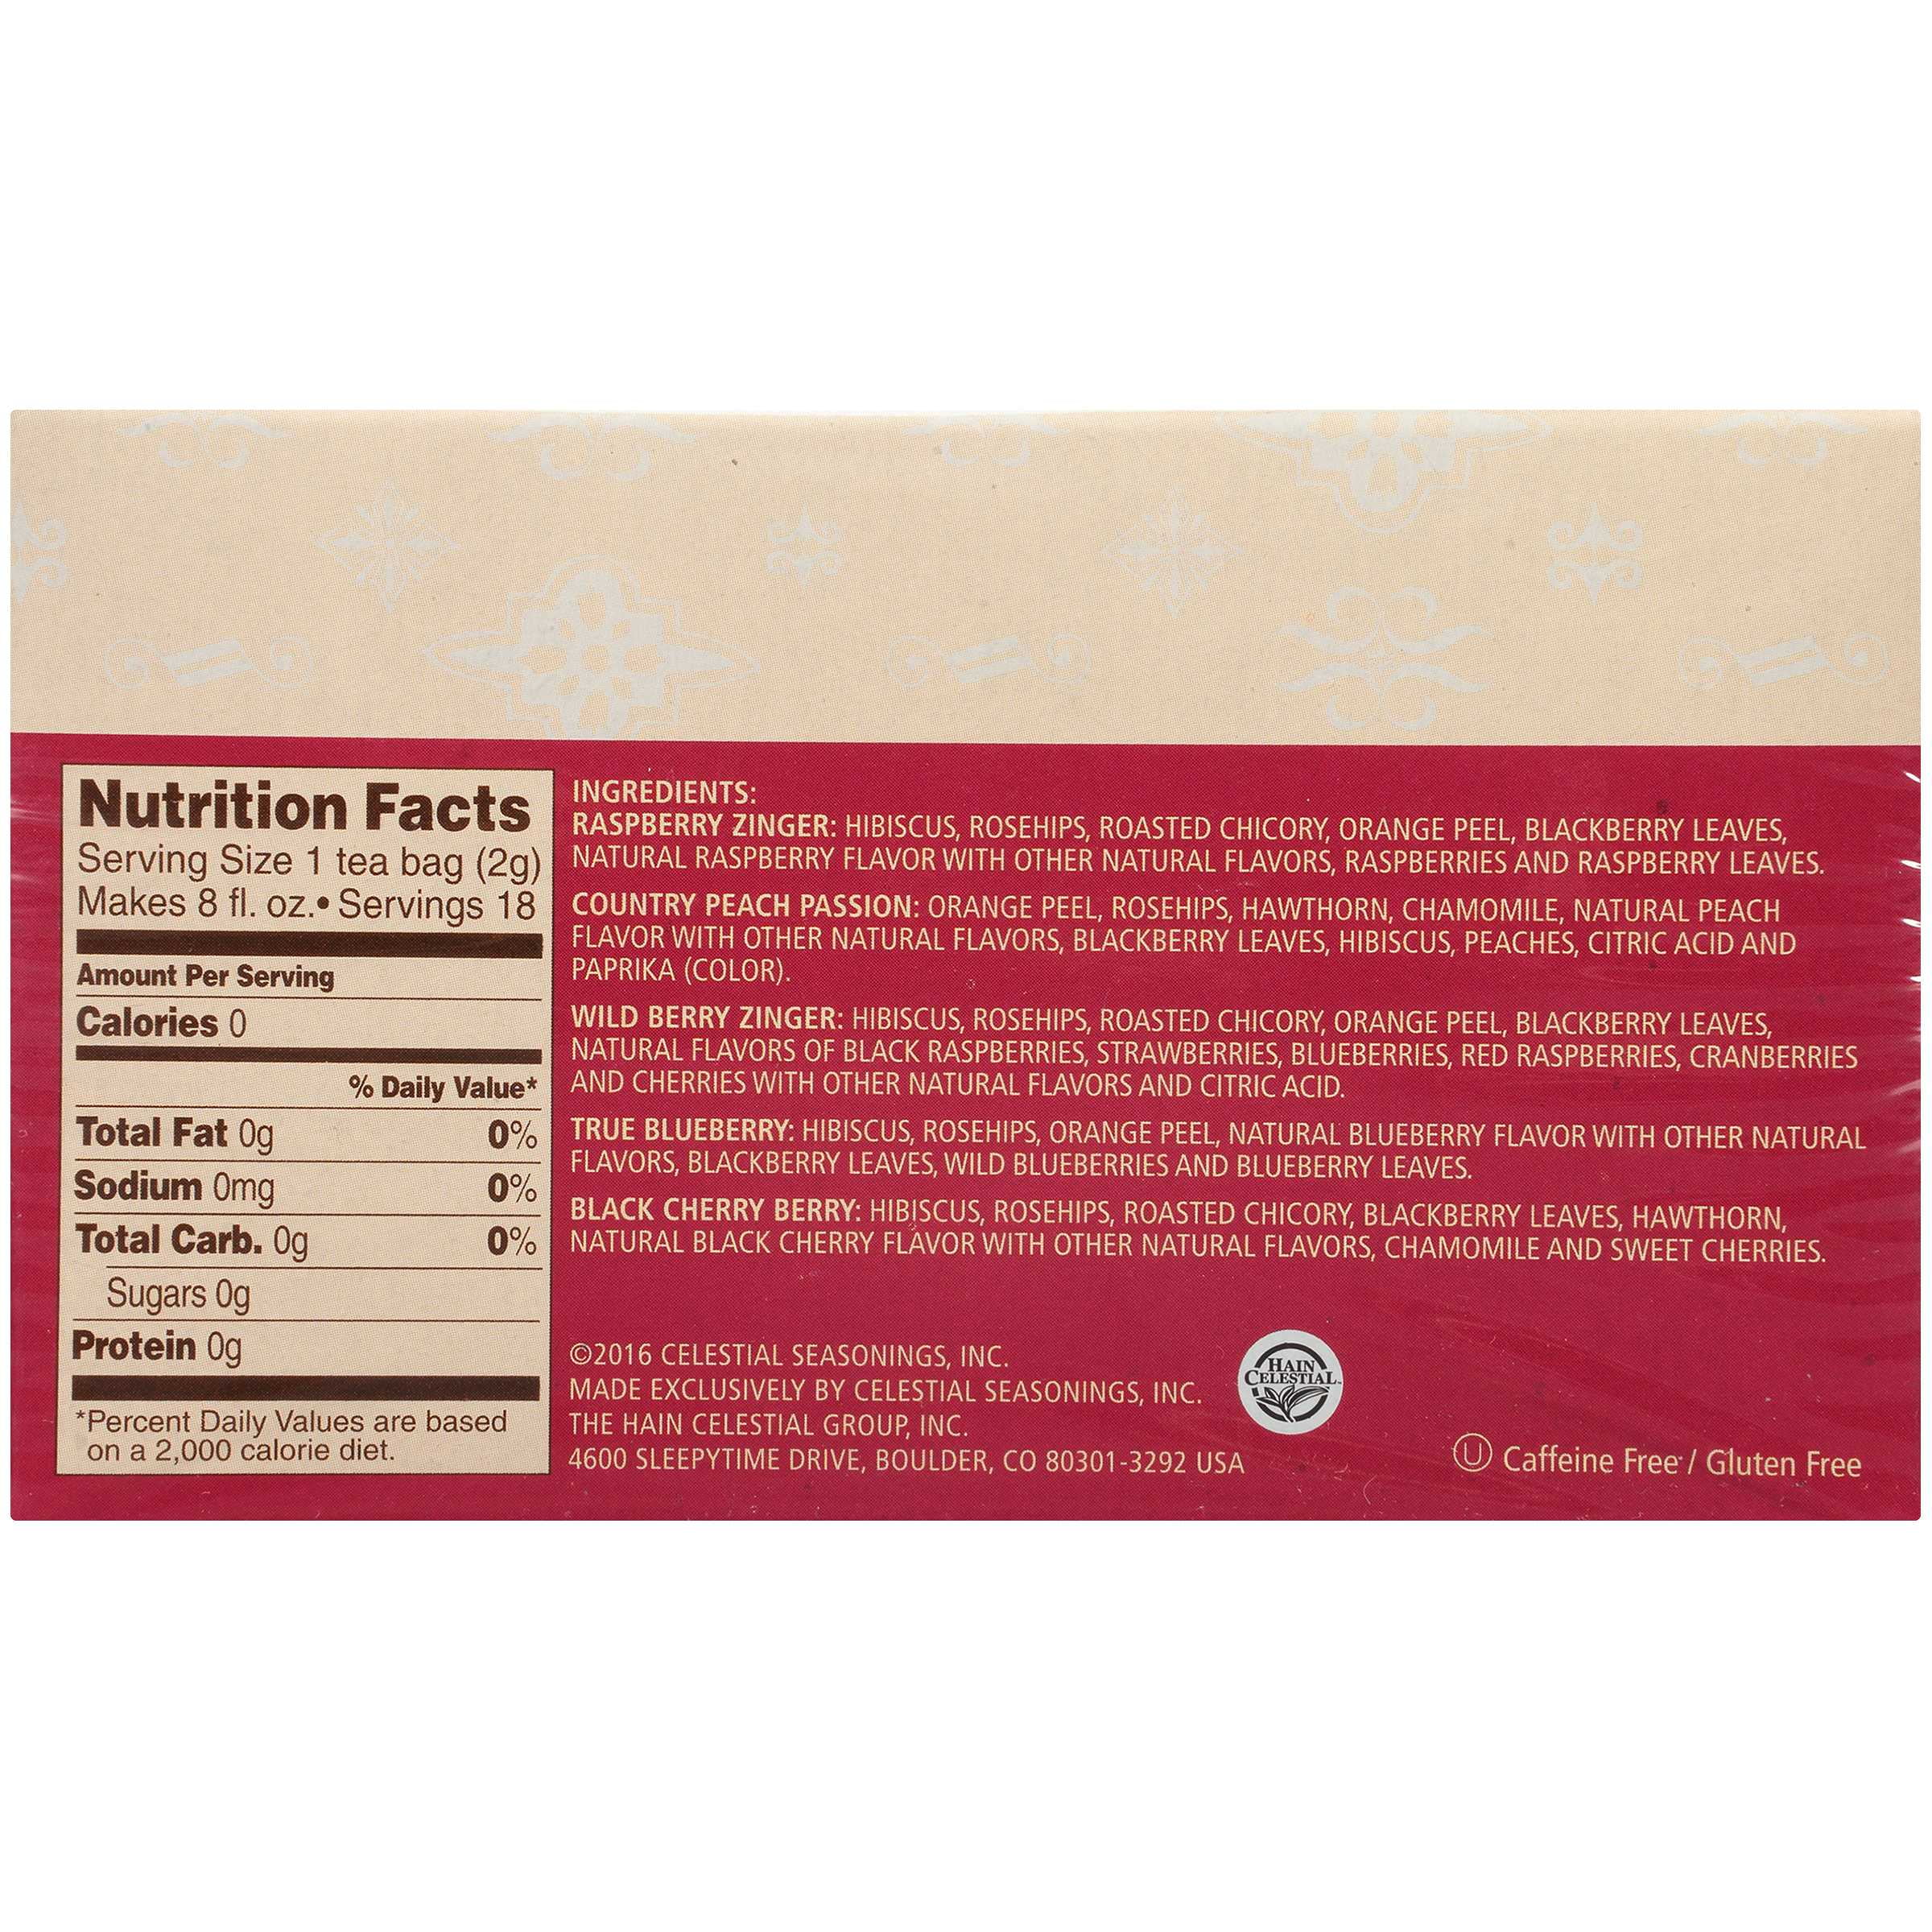 Nutrition Facts
Serving Size 1 tea bag (2g)
Makes 8 fl. oz.• Servings 18
Amount Per Serving
Calories 0
% Daily Value*
Total Fat 0g 0%
Sodium 0mg 0%
Total Carb. 0g 0%
Sugars 0g
Protein 0g
*Percent Daily Values are based
on a 2,000 calorie diet.
INGREDIENTS:
RASPBERRY ZINGER: HIBISCUS, ROSEHIPS, ROASTED CHICORY, ORANGE PEEL, BLACKBERRY LEAVES,
NATURAL RASPBERRY FLAVOR WITH OTHER NATURAL FLAVORS, RASPBERRIES AND RASPBERRY LEAVES.
COUNTRY PEACH PASSION: ORANGE PEEL, ROSEHIPS, HAWTHORN, CHAMOMILE, NATURAL PEACH
FLAVOR WITH OTHER NATURAL FLAVORS, BLACKBERRY LEAVES, HIBISCUS, PEACHES, CITRIC ACID AND
PAPRIKA (COLOR).
WILD BERRY ZINGER: HIBISCUS, ROSEHIPS, ROASTED CHICORY, ORANGE PEEL, BLACKBERRY LEAVES,
NATURAL FLAVORS OF BLACK RASPBERRIES, STRAWBERRIES, BLUEBERRIES, RED RASPBERRIES, CRANBERRIES
AND CHERRIES WITH OTHER NATURAL FLAVORS AND CITRIC ACID.
TRUE BLUEBERRY: HIBISCUS, ROSEHIPS, ORANGE PEEL, NATURAL BLUEBERRY FLAVOR WITH OTHER NATURAL
FLAVORS, BLACKBERRY LEAVES, WILD BLUEBERRIES AND BLUEBERRY LEAVES.
BLACK CHERRY BERRY: HIBISCUS, ROSEHIPS, ROASTED CHICORY, BLACKBERRY LEAVES, HAWTHORN,
NATURAL BLACK CHERRY FLAVOR WITH OTHER NATURAL FLAVORS, CHAMOMILE AND SWEET CHERRIES.
©2016 CELESTIAL SEASONINGS, INC.
MADE EXCLUSIVELY BY CELESTIAL SEASONINGS, INC.
THE HAIN CELESTIAL GROUP, INC.
4600 SLEEPYTIME DRIVE, BOULDER, CO 80301-3292 USA
HAIN
CELESTIAL™
Ⓤ Caffeine Free / Gluten Free